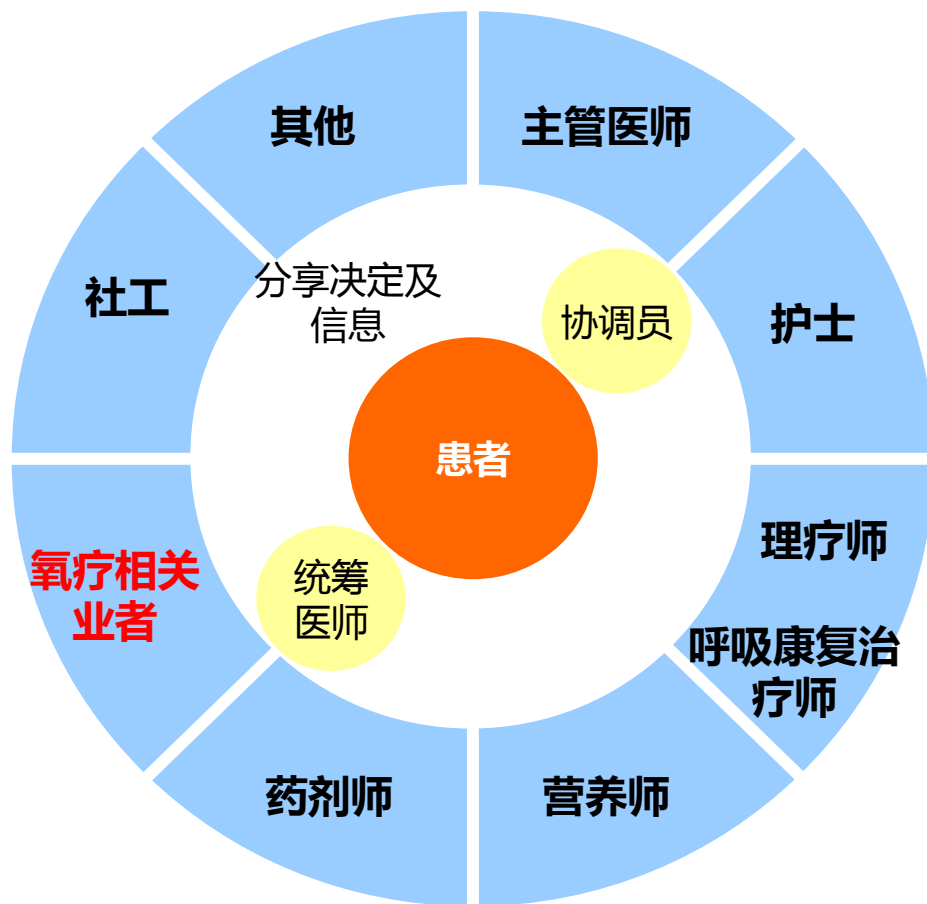 其他
主管医师
社工
分享决定及
信息
协调员
护士
患者
氧疗相关
业者
统筹
医师
理疗师
呼吸康复治
疗师
药剂师
营养师